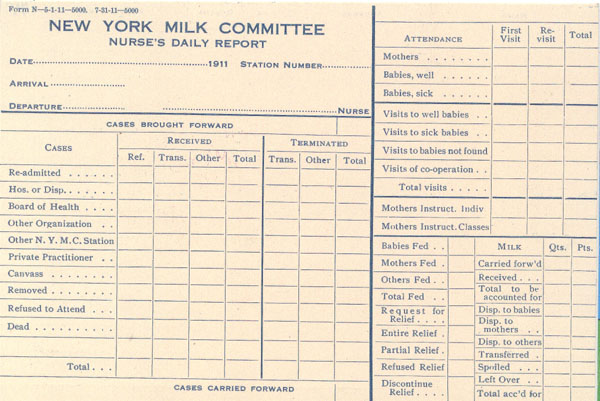 Form N—5-1-11—5000. 7-31-11—5000
NEW YORK MILK COMMITTEE
NURSE'S DAILY REPORT
DATE 1911 STATION NUMBER
ARRIVAL
DEPARTURE NURSE
CASES BROUGHT FORWARD
CASES
RECEIVED
TERMINATED
Ref. Trans. Other Total Trans. Other Total
Re-admitted
Hos. or Disp.
Board of Health
Other Organization
Other N. Y. M. C. Station
Private Practitioner
Canvass
Removed
Refused to Attend
Dead
Total
CASES CARRIED FORWARD
ATTENDANCE
First Visit
Re-visit
Total
Mothers
Babies, well
Babies, sick
Visits to well babies
Visits to sick babies
Visits to babies not found
Visits of co-operation
Total visits
Mothers Instruct. Indiv
Mothers Instruct. Classes
Babies Fed
Mothers Fed
Others Fed
Total Fed
Request for
Relief
Entire Relief
Partial Relief
Refused Relief
Discontinue
Relief
MILK Qts. Pts.
Carried forw'd
Received
Total to be
accounted for
Disp. to babies
Disp. to
mothers
Disp. to others
Transferred
Spoiled
Left Over
Total acc'd for